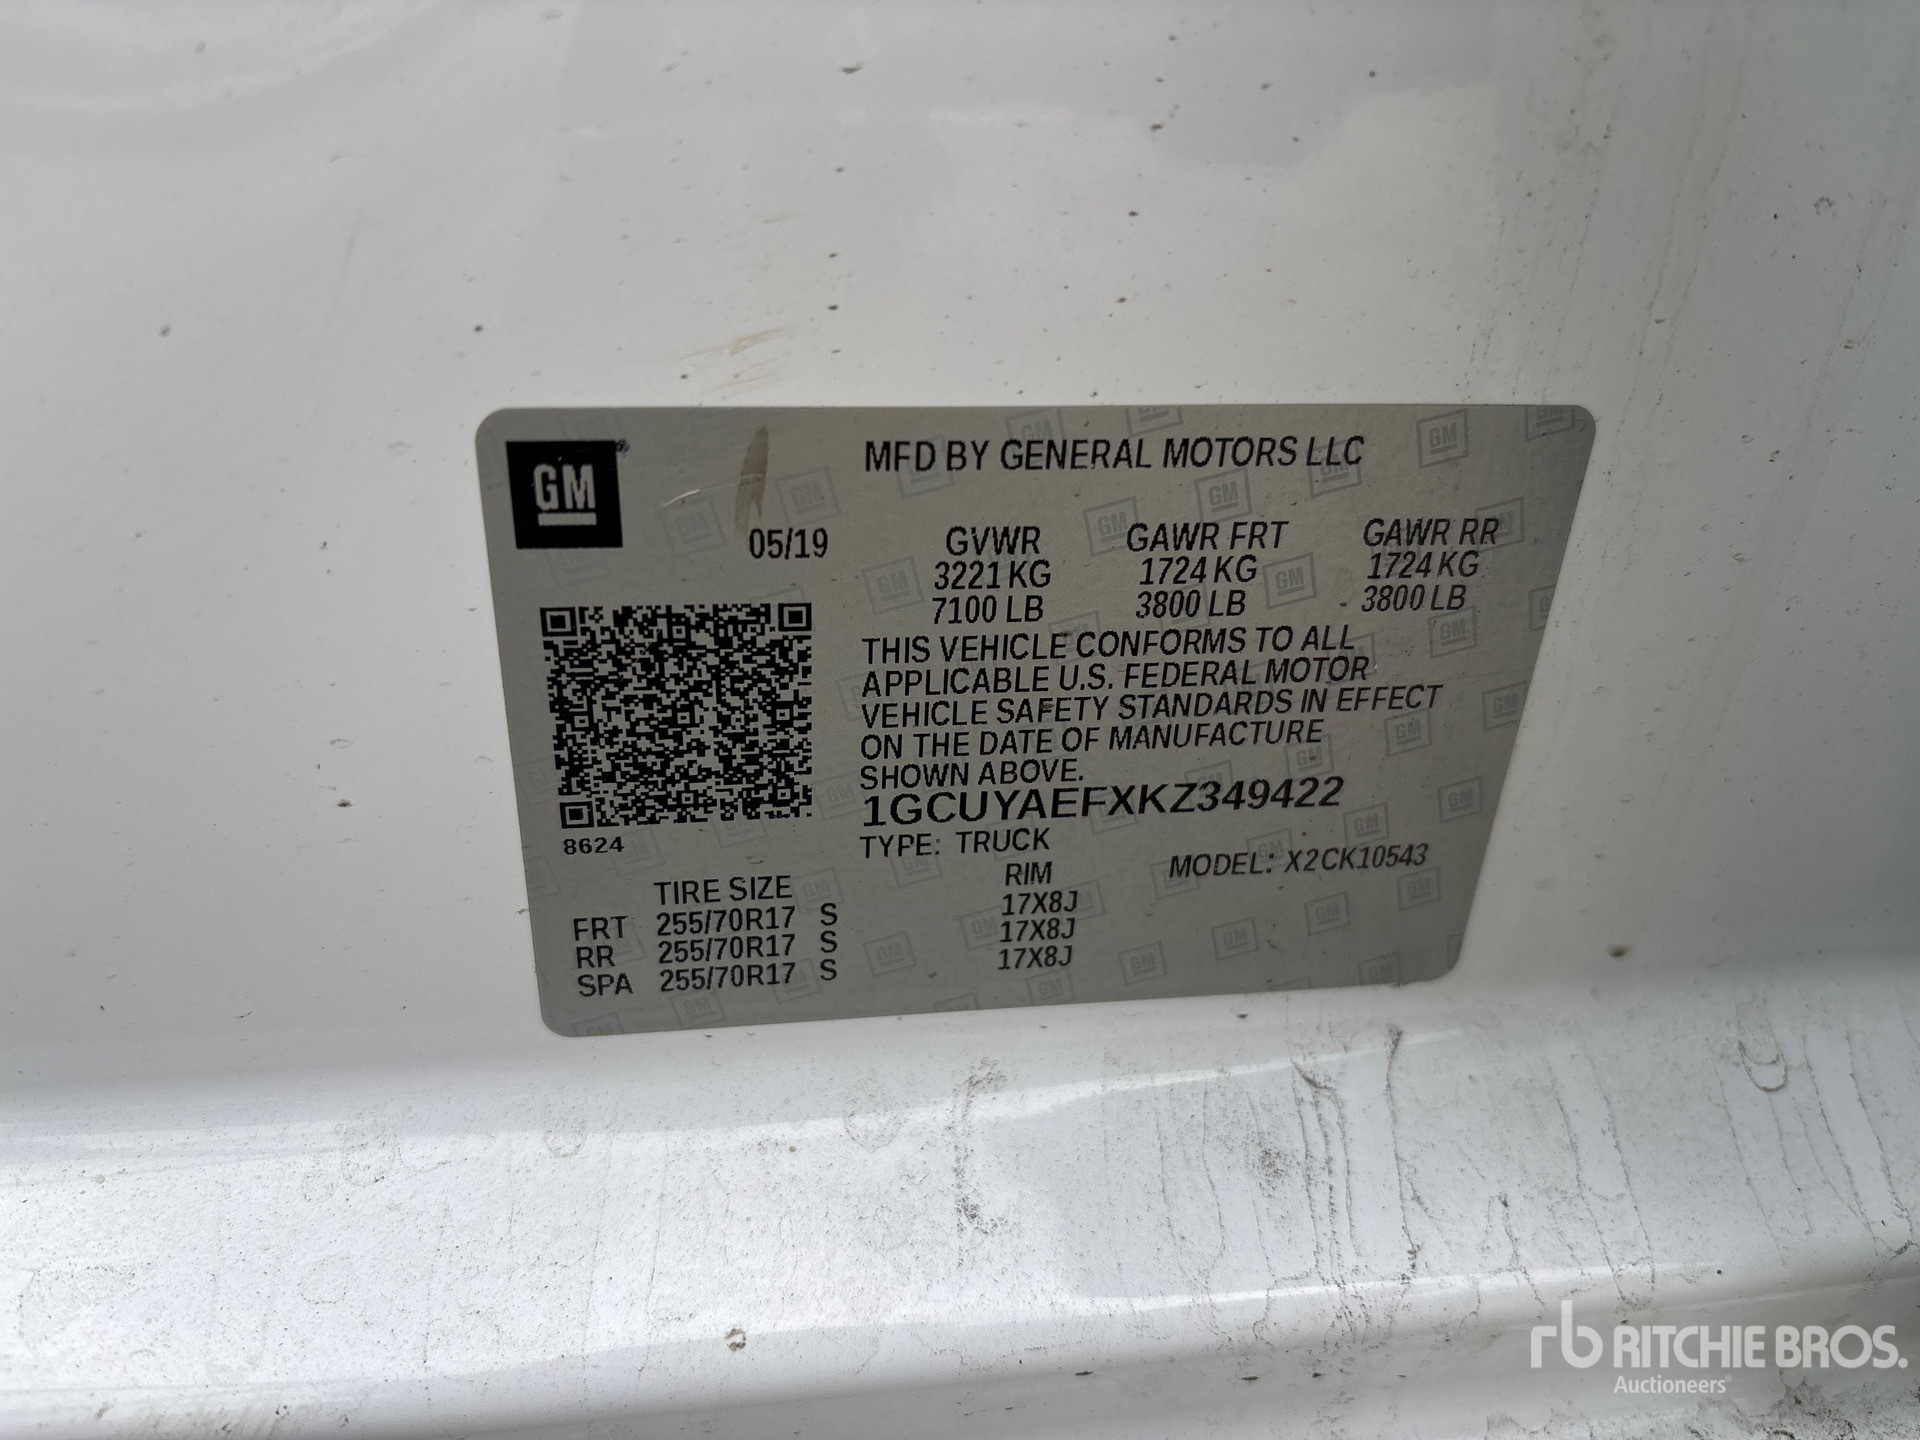 GM
MFD BY GENERAL MOTORS LLC
05/19
GVWR GAWR FRT GAWR RR
3221 KG 1724 KG 1724 KG
7100 LB 3800 LB 3800 LB
THIS VEHICLE CONFORMS TO ALL
APPLICABLE U.S. FEDERAL MOTOR
VEHICLE SAFETY STANDARDS IN EFFECT
ON THE DATE OF MANUFACTURE
SHOWN ABOVE.
1GCUYAEFXKZ349422
8624
TYPE: TRUCK
MODEL: X2CK10543
TIRE SIZE RIM
FRT 255/70R17 S 17X8J
RR 255/70R17 S 17X8J
SPA 255/70R17 S 17X8J
rb RITCHIE BROS.
Auctioneers